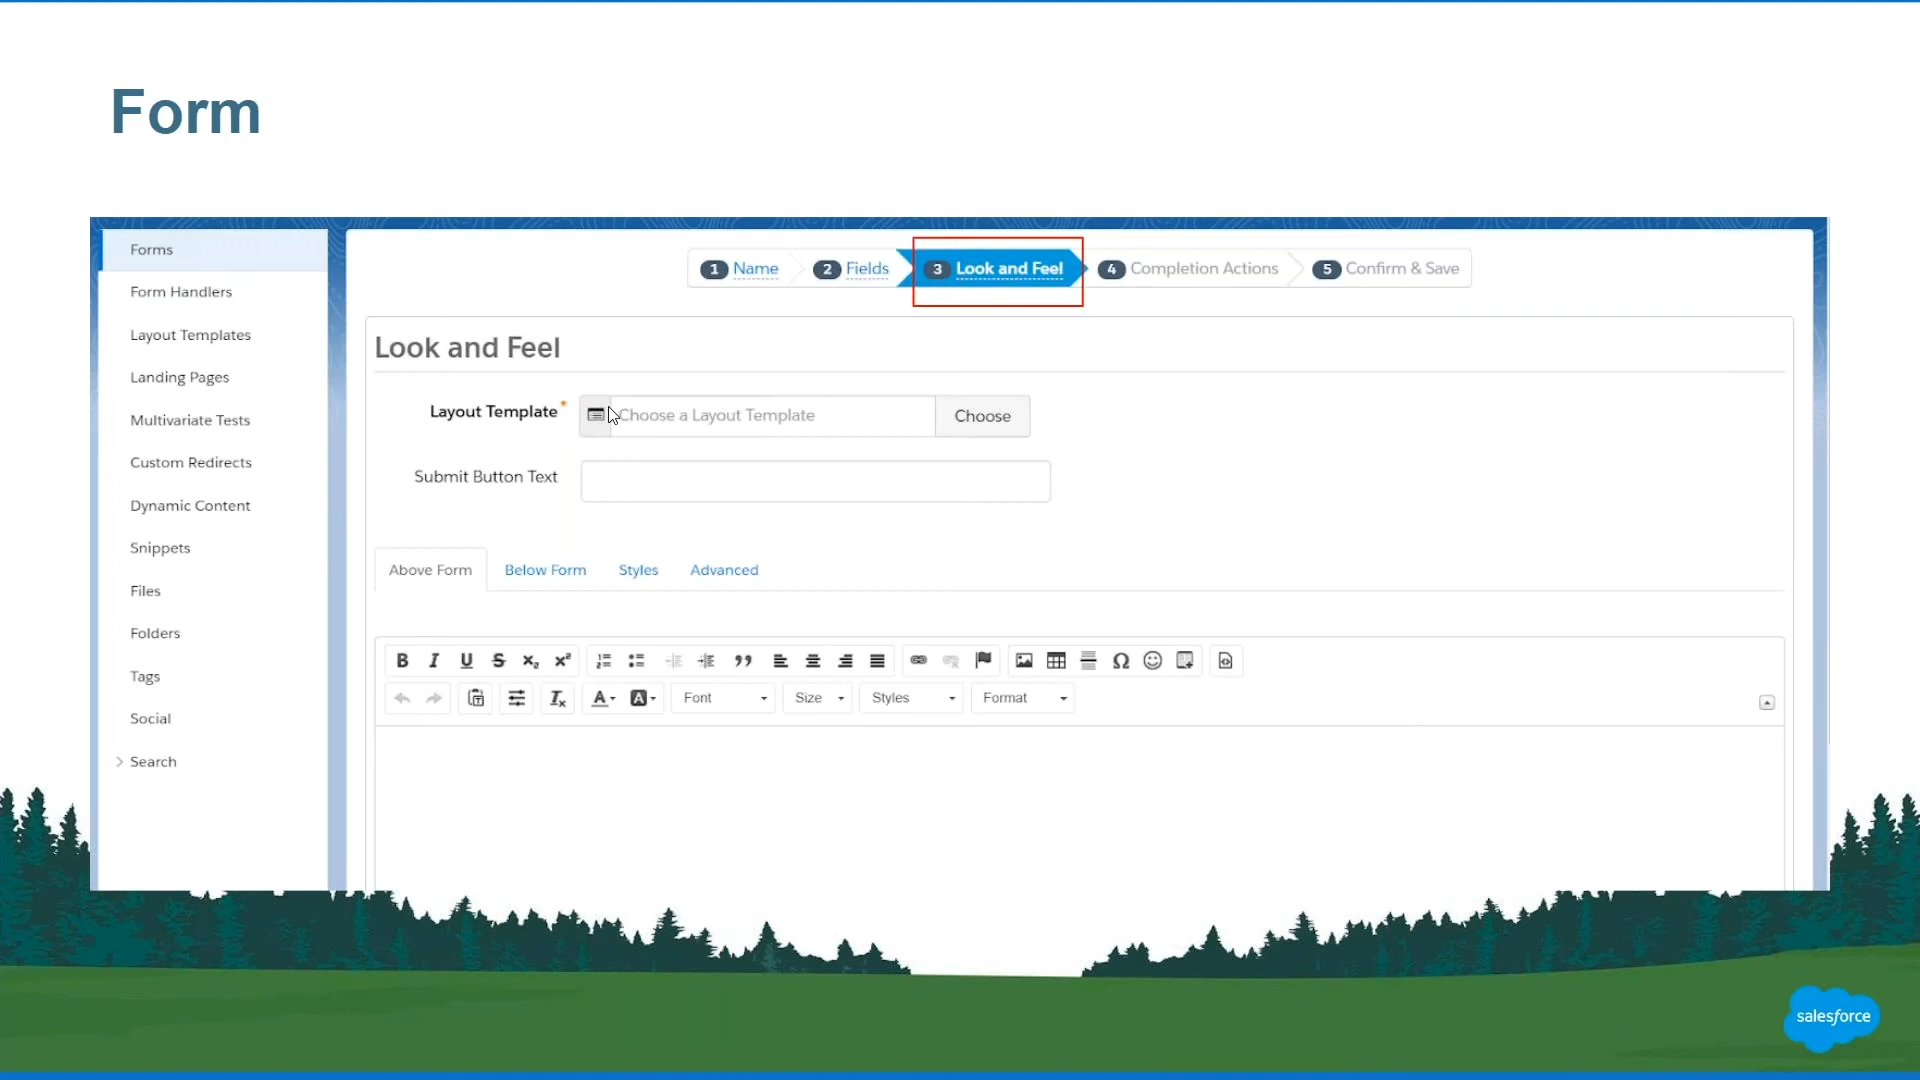 Form
Forms
Form Handlers
Layout Templates
Landing Pages
Multivariate Tests
Custom Redirects
Dynamic Content
Snippets
Files
Folders
Tags
Social
Search
1 Name 2 Fields 3 Look and Feel 4 Completion Actions 5 Confirm & Save
Look and Feel
Layout Template * Choose a Layout Template Choose
Submit Button Text
Above Form Below Form Styles Advanced
Font Size Styles Format
salesforce